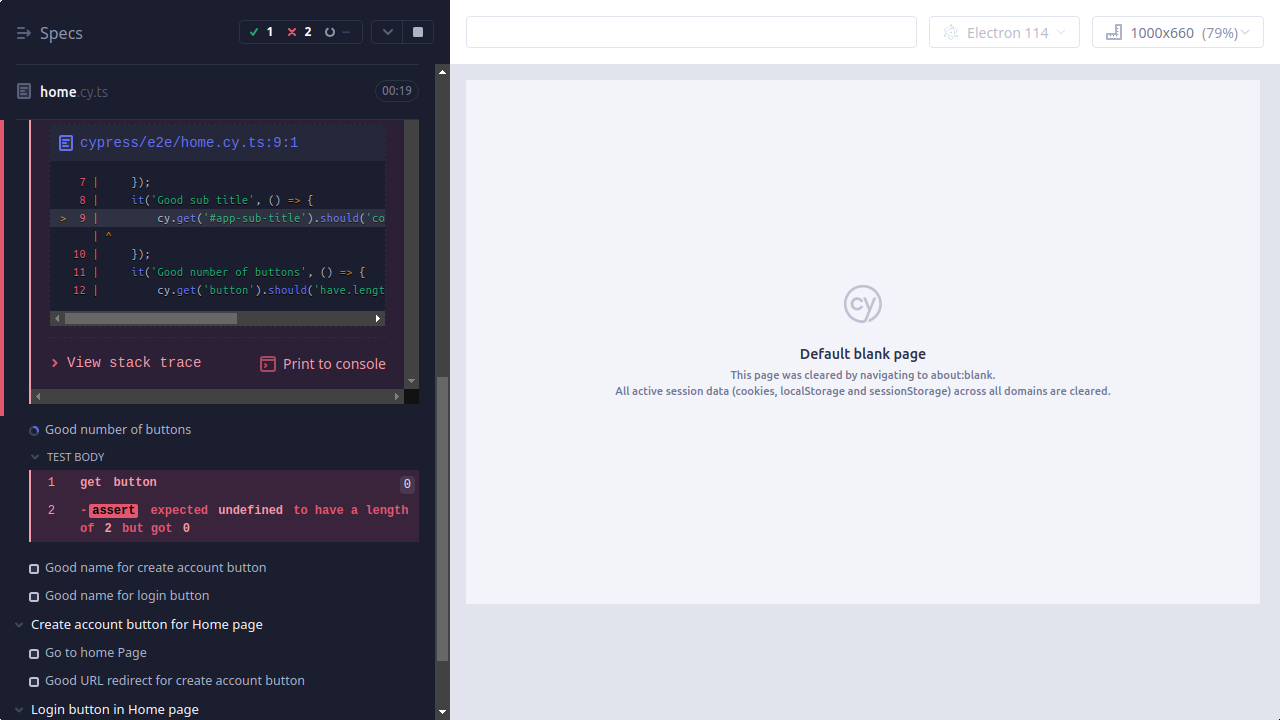 Specs
1
2
--
Electron 114
1000x660 (79%)
home.cy.ts
00:19
cypress/e2e/home.cy.ts:9:1
7 | });
8 | it('Good sub title', () => {
> 9 | cy.get('#app-sub-title').should('co
| ^
10 | });
11 | it('Good number of buttons', () => {
12 | cy.get('button').should('have.lengt
View stack trace
Print to console
Good number of buttons
TEST BODY
1 get button 0
2 -assert expected undefined to have a length
of 2 but got 0
Good name for create account button
Good name for login button
Create account button for Home page
Go to home Page
Good URL redirect for create account button
Login button in Home page
cy
Default blank page
This page was cleared by navigating to about:blank.
All active session data (cookies, localStorage and sessionStorage) across all domains are cleared.